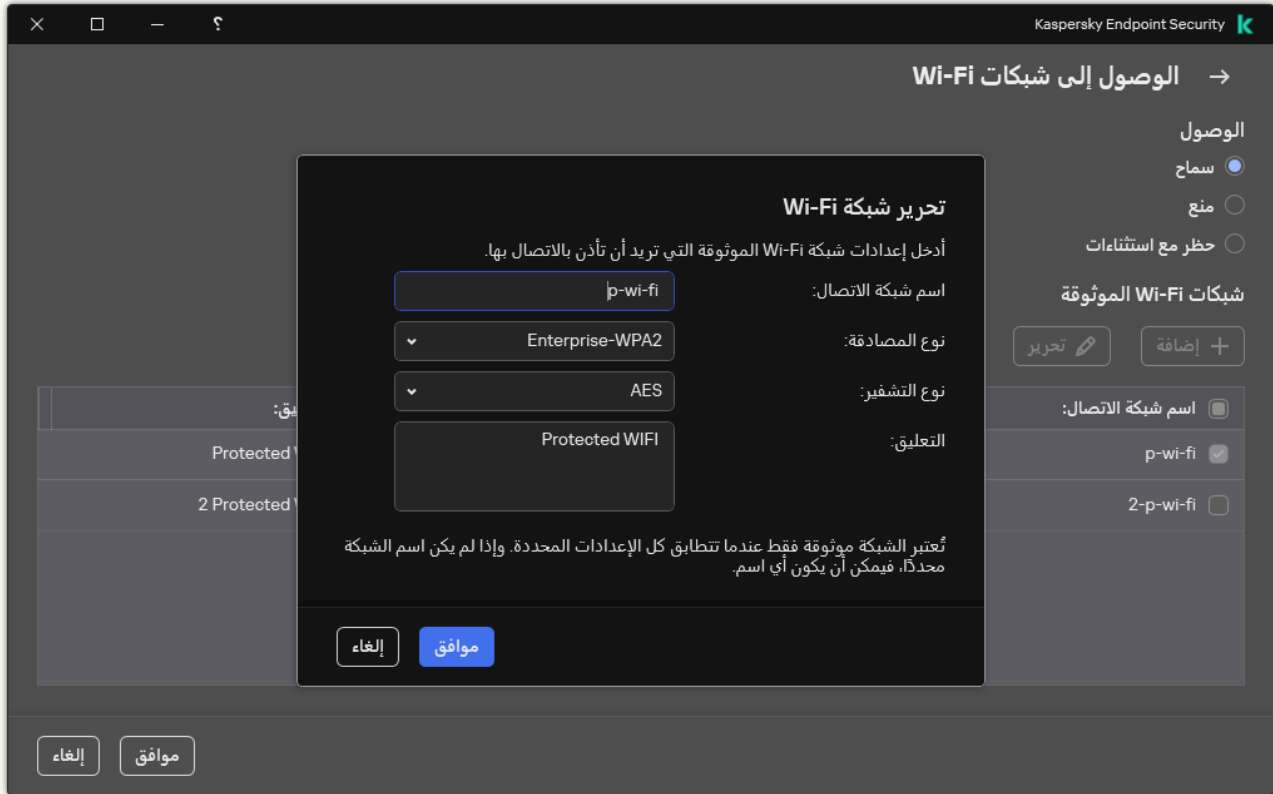 ؟
Kaspersky Endpoint Security
الوصول إلى شبكات Wi-Fi
الوصول
سماح
منع
حظر مع استثناءات
شبكات Wi-Fi الموثوقة
إضافة
تحرير
اسم شبكة الاتصال:
p-wi-fi
Protected
2-p-wi-fi
2 Protected
تحرير شبكة Wi-Fi
أدخل إعدادات شبكة Wi-Fi الموثوقة التي تريد أن تأذن بالاتصال بها.
اسم شبكة الاتصال:
p-wi-fi
نوع المصادقة:
Enterprise-WPA2
نوع التشفير:
AES
التعليق:
Protected WIFI
تُعتبر الشبكة موثوقة فقط عندما تتطابق كل الإعدادات المحددة. وإذا لم يكن اسم الشبكة
محددًا، فيمكن أن يكون أي اسم.
موافق
إلغاء
موافق
إلغاء